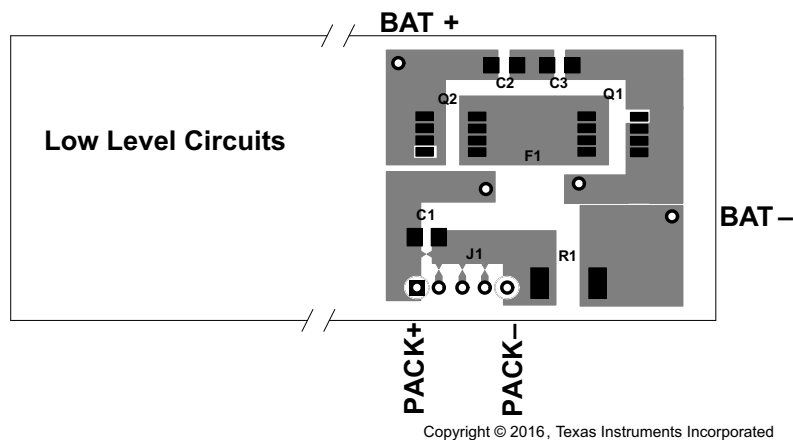 BAT +
C2 C3
Q2 Q1
Low Level Circuits
F1
C1
BAT –
J1 R1
PACK+
PACK–
Copyright © 2016, Texas Instruments Incorporated